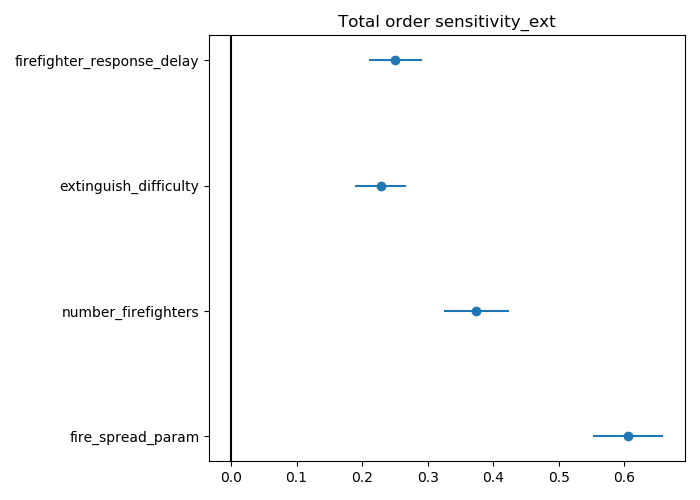 Total order sensitivity_ext
firefighter_response_delay
extinguish_difficulty
number_firefighters
fire_spread_param
0.0 0.1 0.2 0.3 0.4 0.5 0.6